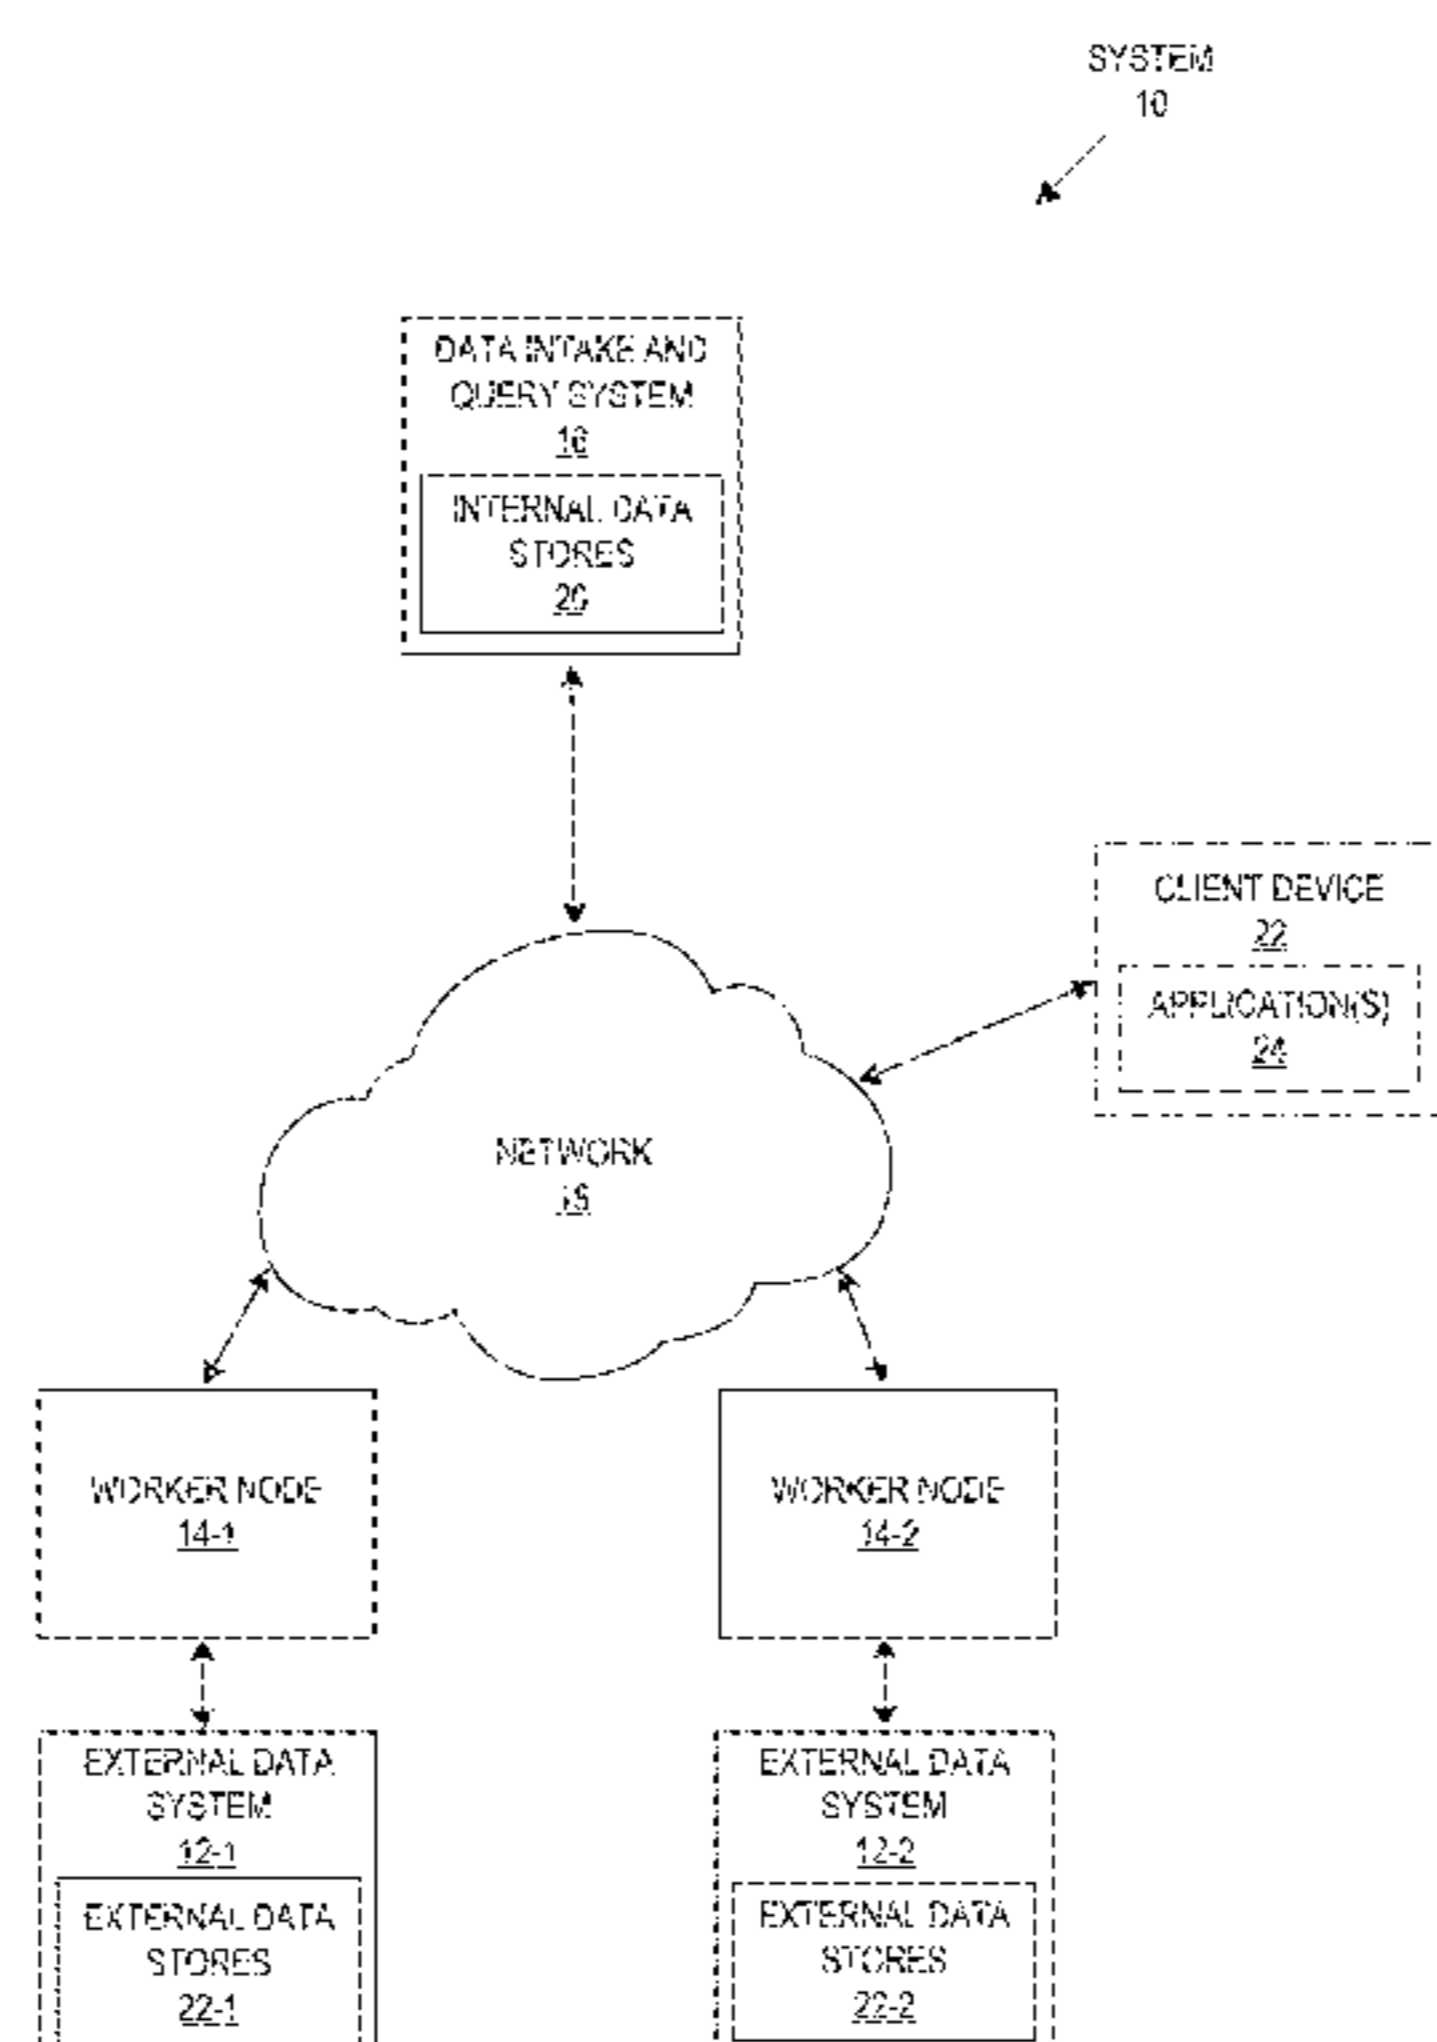 SYSTEM
10
DATA INTAKE AND
QUERY SYSTEM
16
INTERNAL DATA
STORES
20
CLIENT DEVICE
22
APPLICATION(S)
24
NETWORK
18
WORKER NODE
14-1
WORKER NODE
14-2
EXTERNAL DATA
SYSTEM
12-1
EXTERNAL DATA
STORES
22-1
EXTERNAL DATA
SYSTEM
12-2
EXTERNAL DATA
STORES
22-2